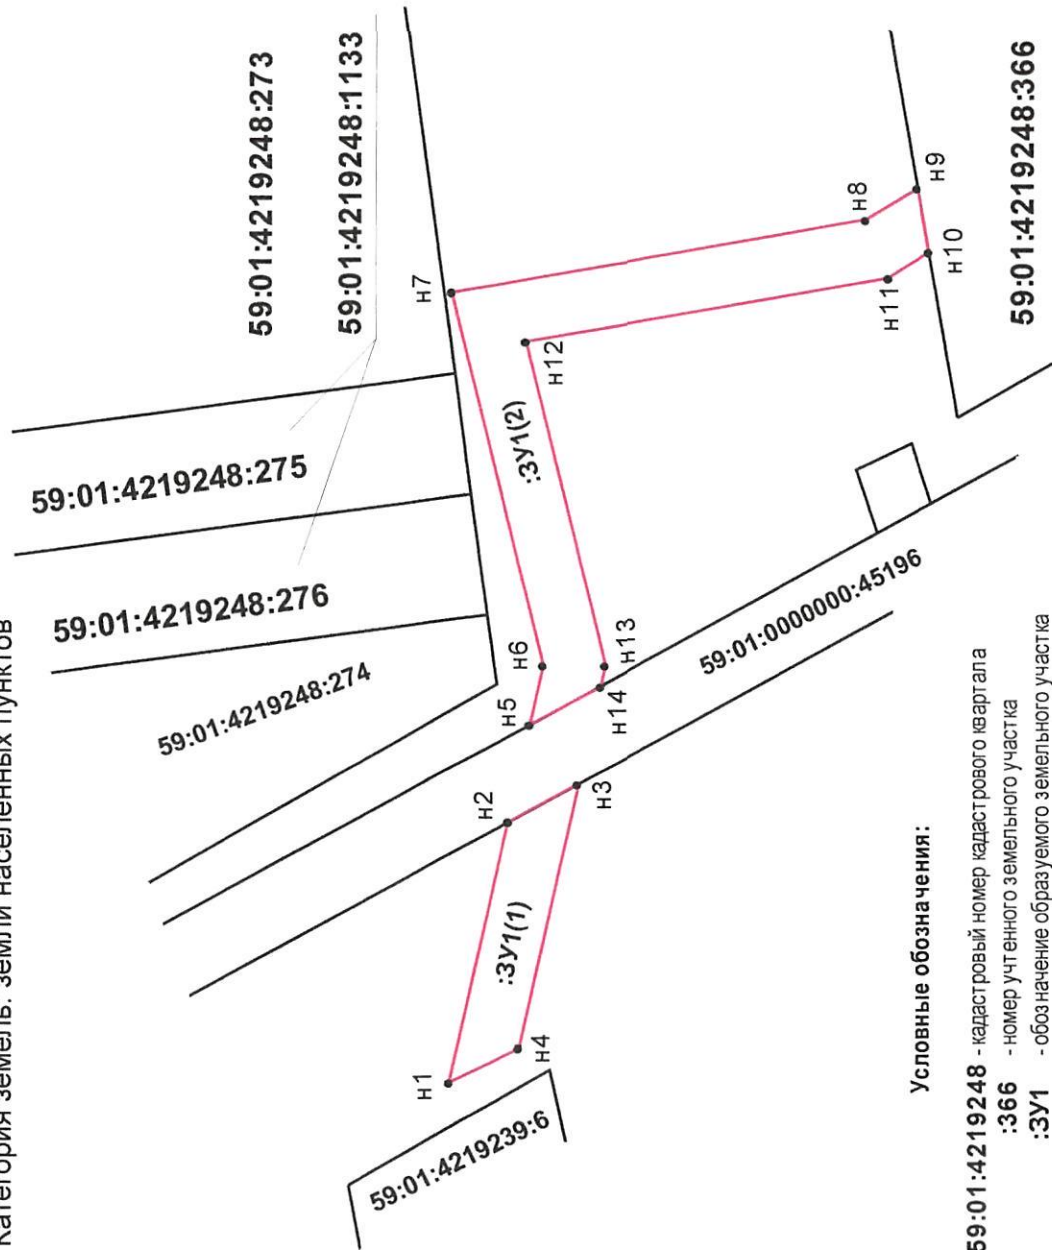 Категория земель: земли населенных пунктов
59:01:4219248:273
59:01:4219248:1133
59:01:4219248:275
59:01:4219248:276
59:01:4219248:274
н7
н12
:ЗУ1(2)
н8
н9
н11
н10
59:01:4219248:366
н5
н6
н13
н14
59:01:0000000:45196
н2
н3
:ЗУ1(1)
н1
н4
59:01:4219239:6
Условные обозначения:
59:01:4219248 - кадастровый номер кадастрового квартала
:366 - номер учтенного земельного участка
:ЗУ1 - обозначение образуемого земельного участка